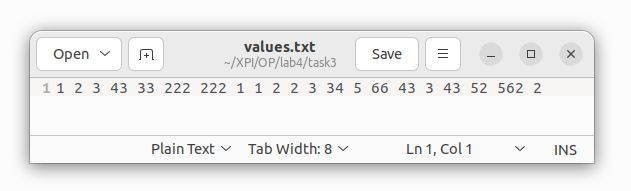 Open
values.txt
~/XPI/OP/lab4/task3
Save
1 1 2 3 43 33 222 222 1 1 2 2 3 34 5 66 43 3 43 52 562 2
Plain Text Tab Width: 8 Ln 1, Col 1 INS